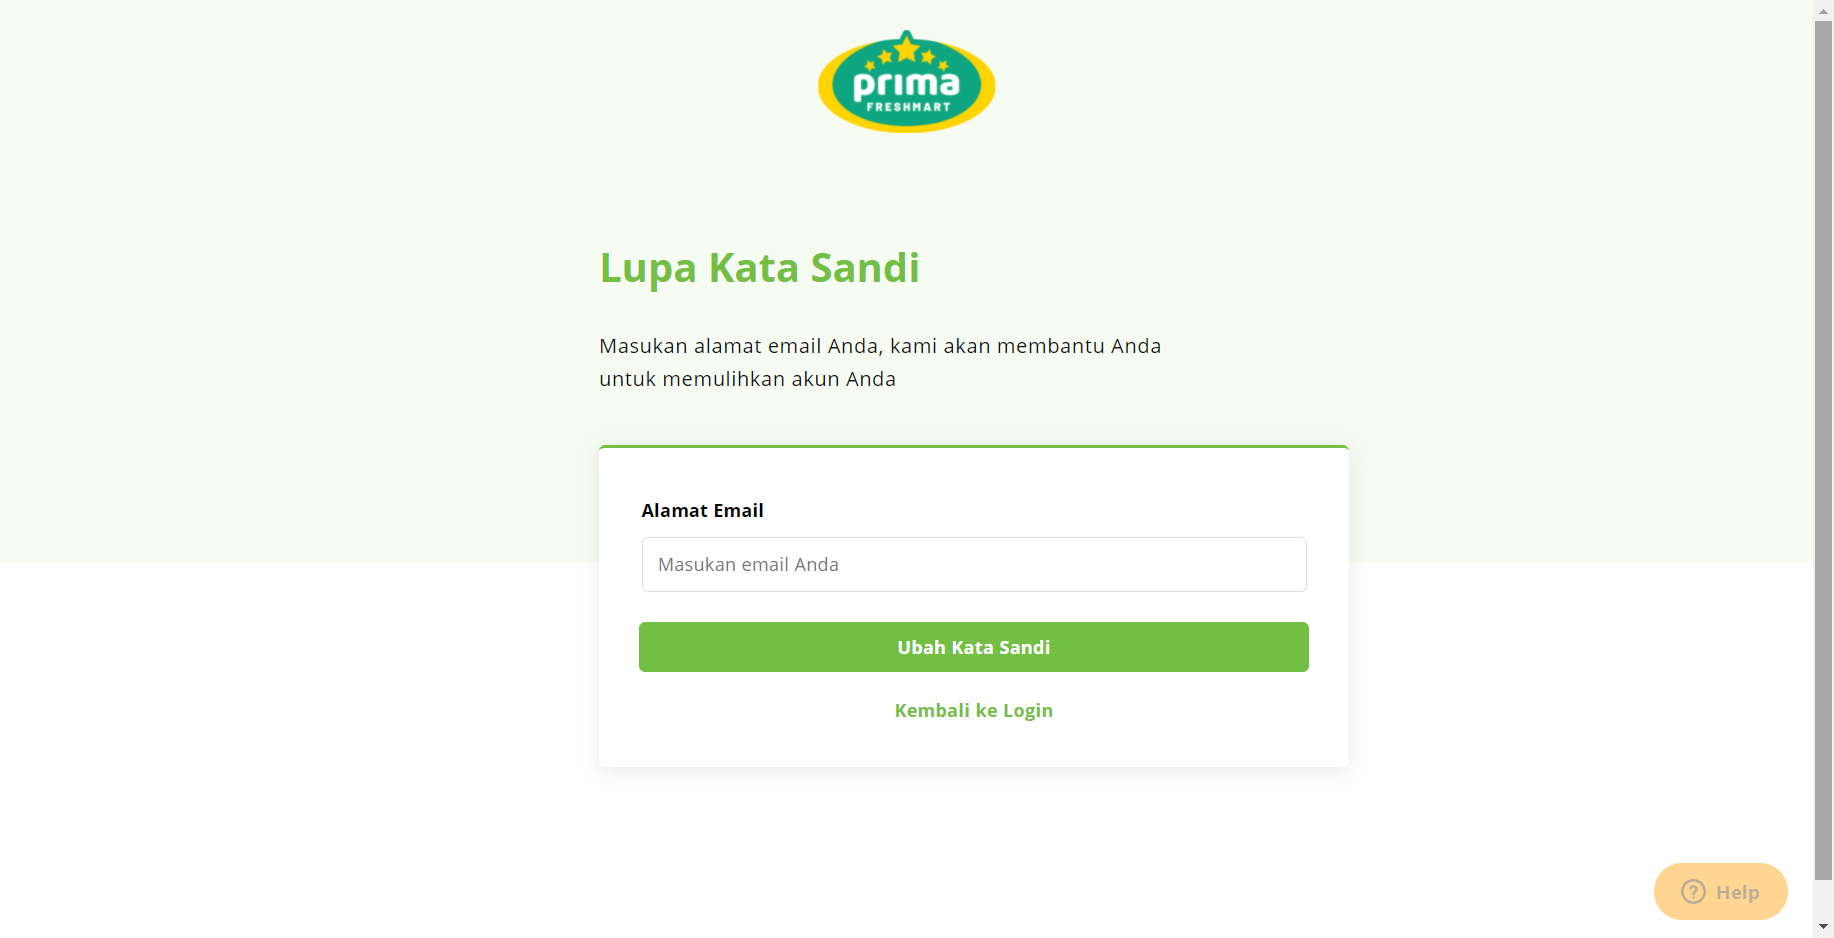 prima
FRESHMART
Lupa Kata Sandi
Masukan alamat email Anda, kami akan membantu Anda
untuk memulihkan akun Anda
Alamat Email
Masukan email Anda
Ubah Kata Sandi
Kembali ke Login
Help